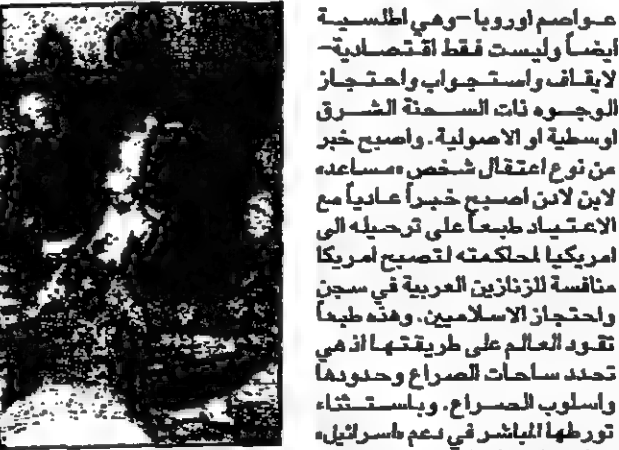 عواصم اوروبا -وهي اطلسية
ايضاً وليست فقط اقتصادية-
لايقاف واستجواب واحتجاز
الوجوه ذات السحنة الشرق
اوسطية او الاصولية. واصبح خبر
من نوع اعتقال شخص «مساعد»
لابن لادن اصبح خبراً عادياً مع
الاعتياد طبعاً على ترحيله الى
امريكيا لمحاكمته لتصبح امريكا
منافسة للزنازين العربية في سجن
واحتجاز الاسلاميين. وهذه طبعاً
تقود العالم على طريقتها اذ هي
تحدد ساحات الصراع وحدودها
واسلوب الصراع. وباستثناء
تورطها المباشر في دعم «اسرائيل»